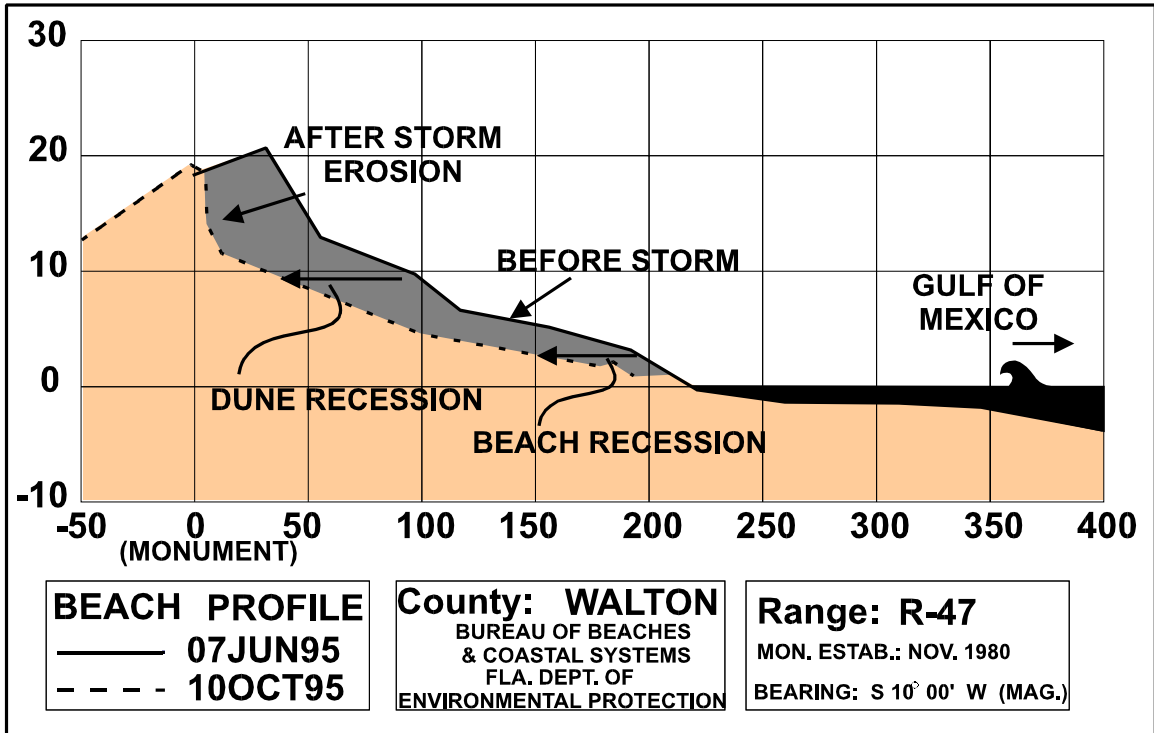 30
20
10
0
-10
AFTER STORM
EROSION
BEFORE STORM
GULF OF
MEXICO
DUNE RECESSION
BEACH RECESSION
-50 0 50 100 150 200 250 300 350 400
(MONUMENT)
BEACH PROFILE
07JUN95
10OCT95
County: WALTON
BUREAU OF BEACHES
& COASTAL SYSTEMS
FLA. DEPT. OF
ENVIRONMENTAL PROTECTION
Range: R-47
MON. ESTAB.: NOV. 1980
BEARING: S 10° 00' W (MAG.)